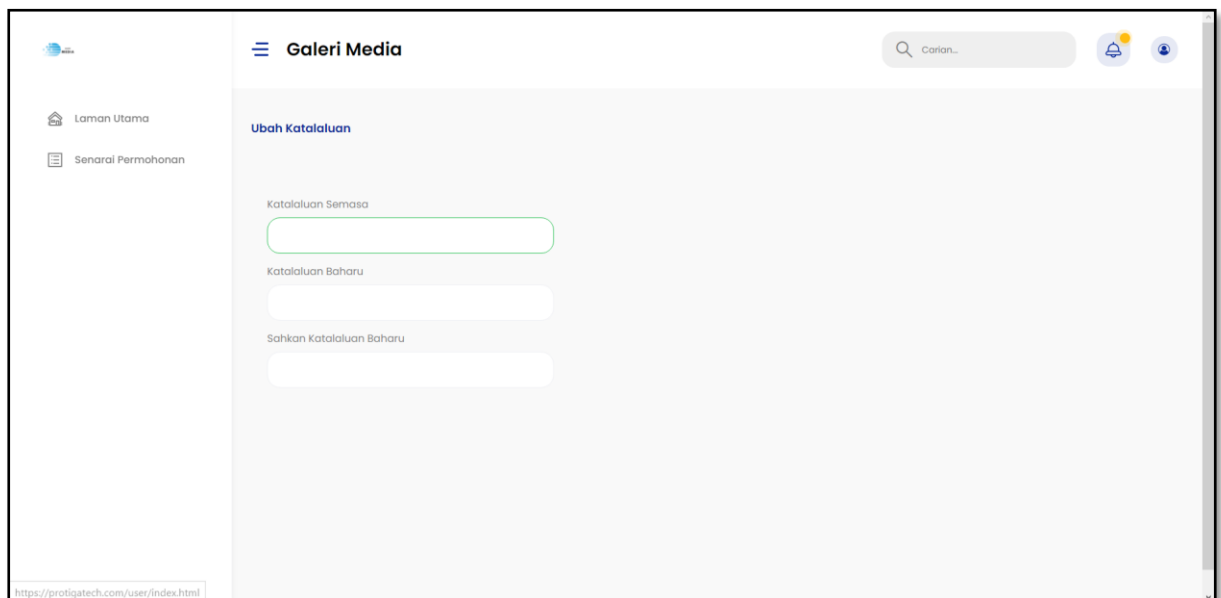 Galeri Media
Carian...
Laman Utama
Senarai Permohonan
Ubah Katalaluan
Katalaluan Semasa
Katalaluan Baharu
Sahkan Katalaluan Baharu
https://protigatech.com/user/index.html